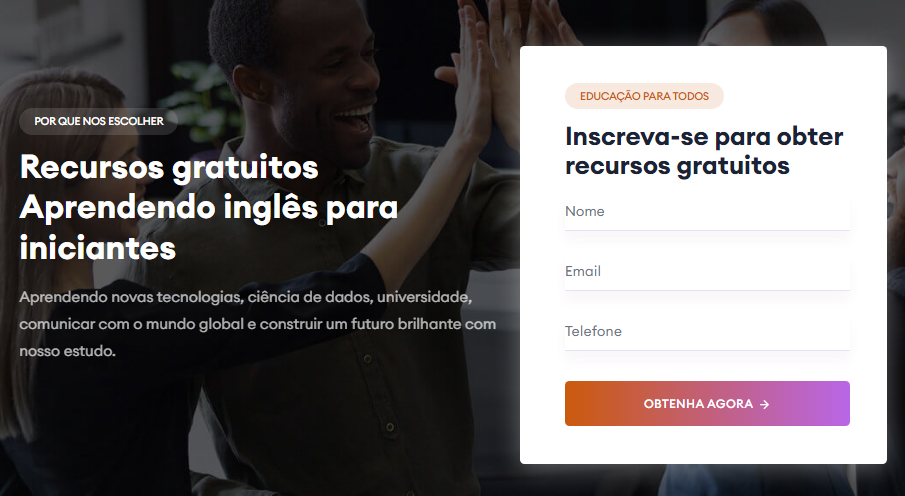 POR QUE NOS ESCOLHER
Recursos gratuitos
Aprendendo inglês para
iniciantes
Aprendendo novas tecnologias, ciência de dados, universidade,
comunicar com o mundo global e construir um futuro brilhante com
nosso estudo.
EDUCAÇÃO PARA TODOS
Inscreva-se para obter
recursos gratuitos
Nome
Email
Telefone
OBTENHA AGORA →